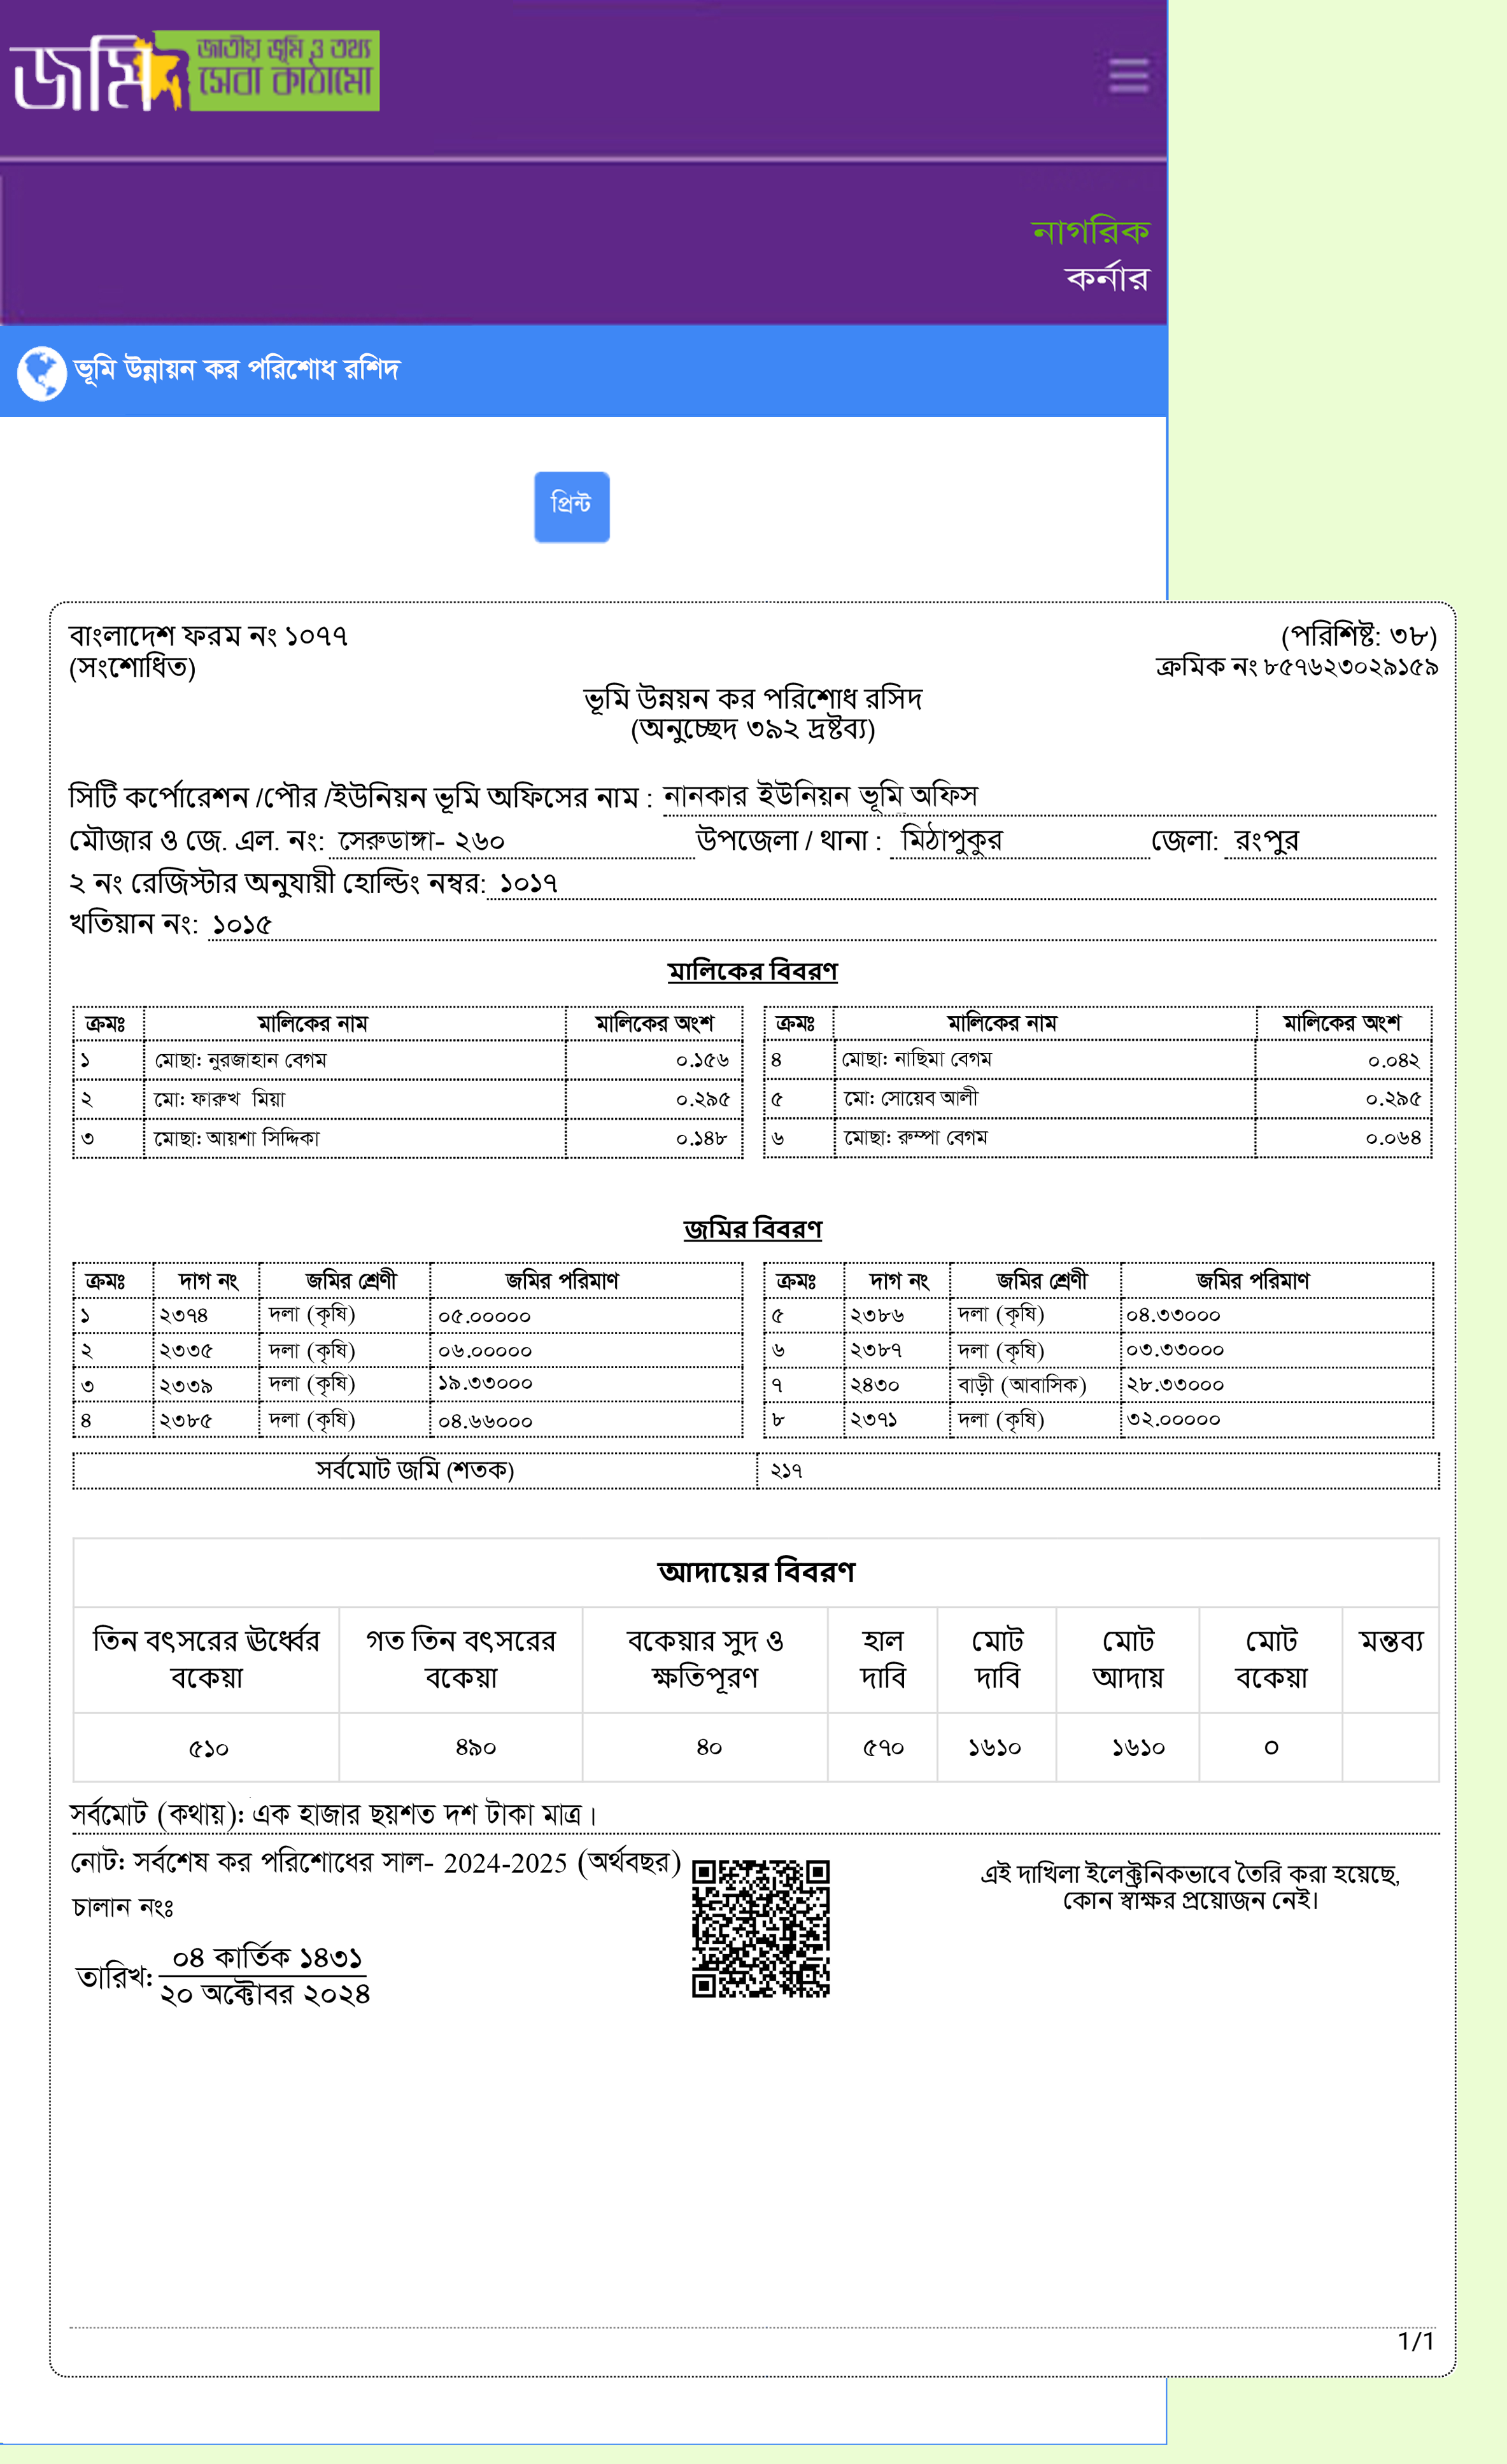 জমি জাতীয় ভূমি ও তথ্য
সেবা কাঠামো
নাগরিক
কর্নার
ভূমি উন্নায়ন কর পরিশোধ রশিদ
প্রিন্ট
বাংলাদেশ ফরম নং ১০৭৭ (পরিশিষ্ট: ৩৮)
(সংশোধিত) ক্রমিক নং ৮৫৭৬২৩০২৯১৫৯
ভূমি উন্নয়ন কর পরিশোধ রসিদ
(অনুচ্ছেদ ৩৯২ দ্রষ্টব্য)
সিটি কর্পোরেশন /পৌর /ইউনিয়ন ভূমি অফিসের নাম : নানকার ইউনিয়ন ভূমি অফিস
মৌজার ও জে. এল. নং: সেরুডাঙ্গা- ২৬০ উপজেলা / থানা : মিঠাপুকুর জেলা: রংপুর
২ নং রেজিস্টার অনুযায়ী হোল্ডিং নম্বর: ১০১৭
খতিয়ান নং: ১০১৫
মালিকের বিবরণ
ক্রমঃ মালিকের নাম মালিকের অংশ ক্রমঃ মালিকের নাম মালিকের অংশ
১ মোছা: নুরজাহান বেগম ০.১৫৬ ৪ মোছা: নাছিমা বেগম ০.০৪২
২ মো: ফারুখ মিয়া ০.২৯৫ ৫ মো: সোয়েব আলী ০.২৯৫
৩ মোছা: আয়শা সিদ্দিকা ০.১৪৮ ৬ মোছা: রুম্পা বেগম ০.০৬৪
জমির বিবরণ
ক্রমঃ দাগ নং জমির শ্রেণী জমির পরিমাণ ক্রমঃ দাগ নং জমির শ্রেণী জমির পরিমাণ
১ ২৩৭৪ দলা (কৃষি) ০৫.০০০০০ ৫ ২৩৮৬ দলা (কৃষি) ০৪.৩৩০০০
২ ২৩৩৫ দলা (কৃষি) ০৬.০০০০০ ৬ ২৩৮৭ দলা (কৃষি) ০৩.৩৩০০০
৩ ২৩৩৯ দলা (কৃষি) ১৯.৩৩০০০ ৭ ২৪৩০ বাড়ী (আবাসিক) ২৮.৩৩০০০
৪ ২৩৮৫ দলা (কৃষি) ০৪.৬৬০০০ ৮ ২৩৭১ দলা (কৃষি) ৩২.০০০০০
সর্বমোট জমি (শতক) ২১৭
আদায়ের বিবরণ
তিন বৎসরের ঊর্ধ্বের গত তিন বৎসরের বকেয়ার সুদ ও হাল মোট মোট মোট মন্তব্য
বকেয়া বকেয়া ক্ষতিপূরণ দাবি দাবি আদায় বকেয়া
৫১০ ৪৯০ ৪০ ৫৭০ ১৬১০ ১৬১০ ০
সর্বমোট (কথায়): এক হাজার ছয়শত দশ টাকা মাত্র।
নোট: সর্বশেষ কর পরিশোধের সাল- 2024-2025 (অর্থবছর)
চালান নংঃ
তারিখ: ০৪ কার্তিক ১৪৩১
২০ অক্টোবর ২০২৪
এই দাখিলা ইলেক্ট্রনিকভাবে তৈরি করা হয়েছে,
কোন স্বাক্ষর প্রয়োজন নেই।
1/1